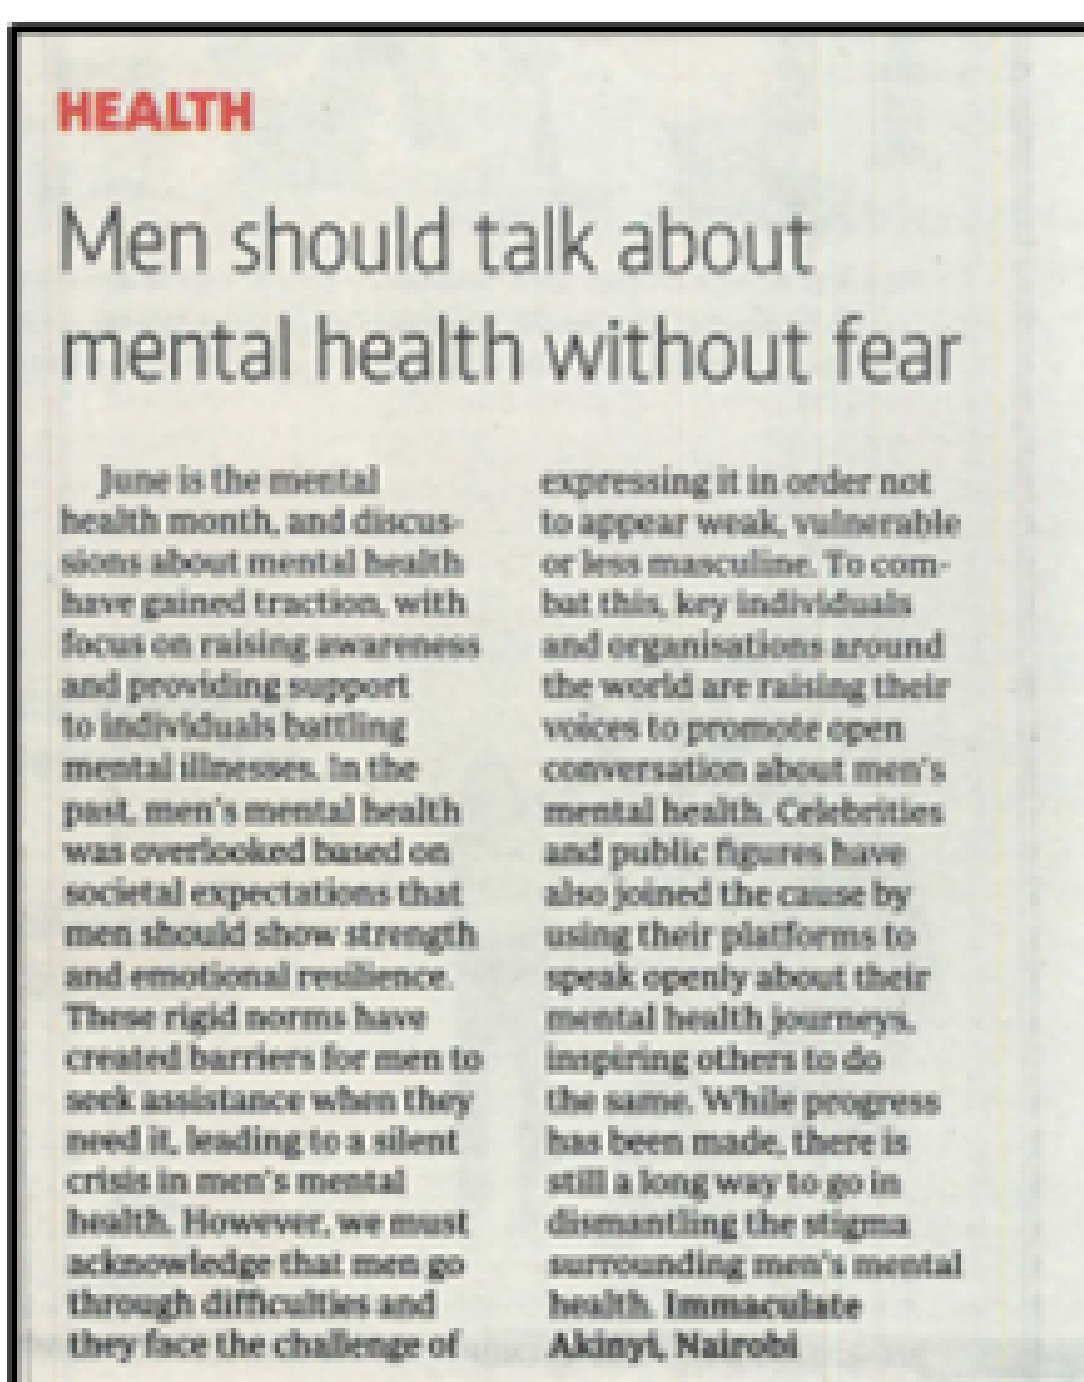 HEALTH
Men should talk about
mental health without fear
June is the mental
health month, and discus-
sions about mental health
have gained traction, with
focus on raising awareness
and providing support
to individuals battling
mental illnesses. In the
past, men's mental health
was overlooked based on
societal expectations that
men should show strength
and emotional resilience.
These rigid norms have
created barriers for men to
seek assistance when they
need it, leading to a silent
crisis in men's mental
health. However, we must
acknowledge that men go
through difficulties and
they face the challenge of
expressing it in order not
to appear weak, vulnerable
or less masculine. To com-
bat this, key individuals
and organisations around
the world are raising their
voices to promote open
conversation about men's
mental health. Celebrities
and public figures have
also joined the cause by
using their platforms to
speak openly about their
mental health journeys,
inspiring others to do
the same. While progress
has been made, there is
still a long way to go in
dismantling the stigma
surrounding men's mental
health. Immaculate
Akinyi, Nairobi